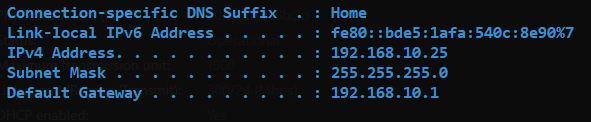 Connection-specific DNS Suffix  . : Home
Link-local IPv6 Address . . . . . : fe80::bde5:1afa:540c:8e90%7
IPv4 Address. . . . . . . . . . . : 192.168.10.25
Subnet Mask . . . . . . . . . . . : 255.255.255.0
Default Gateway . . . . . . . . . : 192.168.10.1